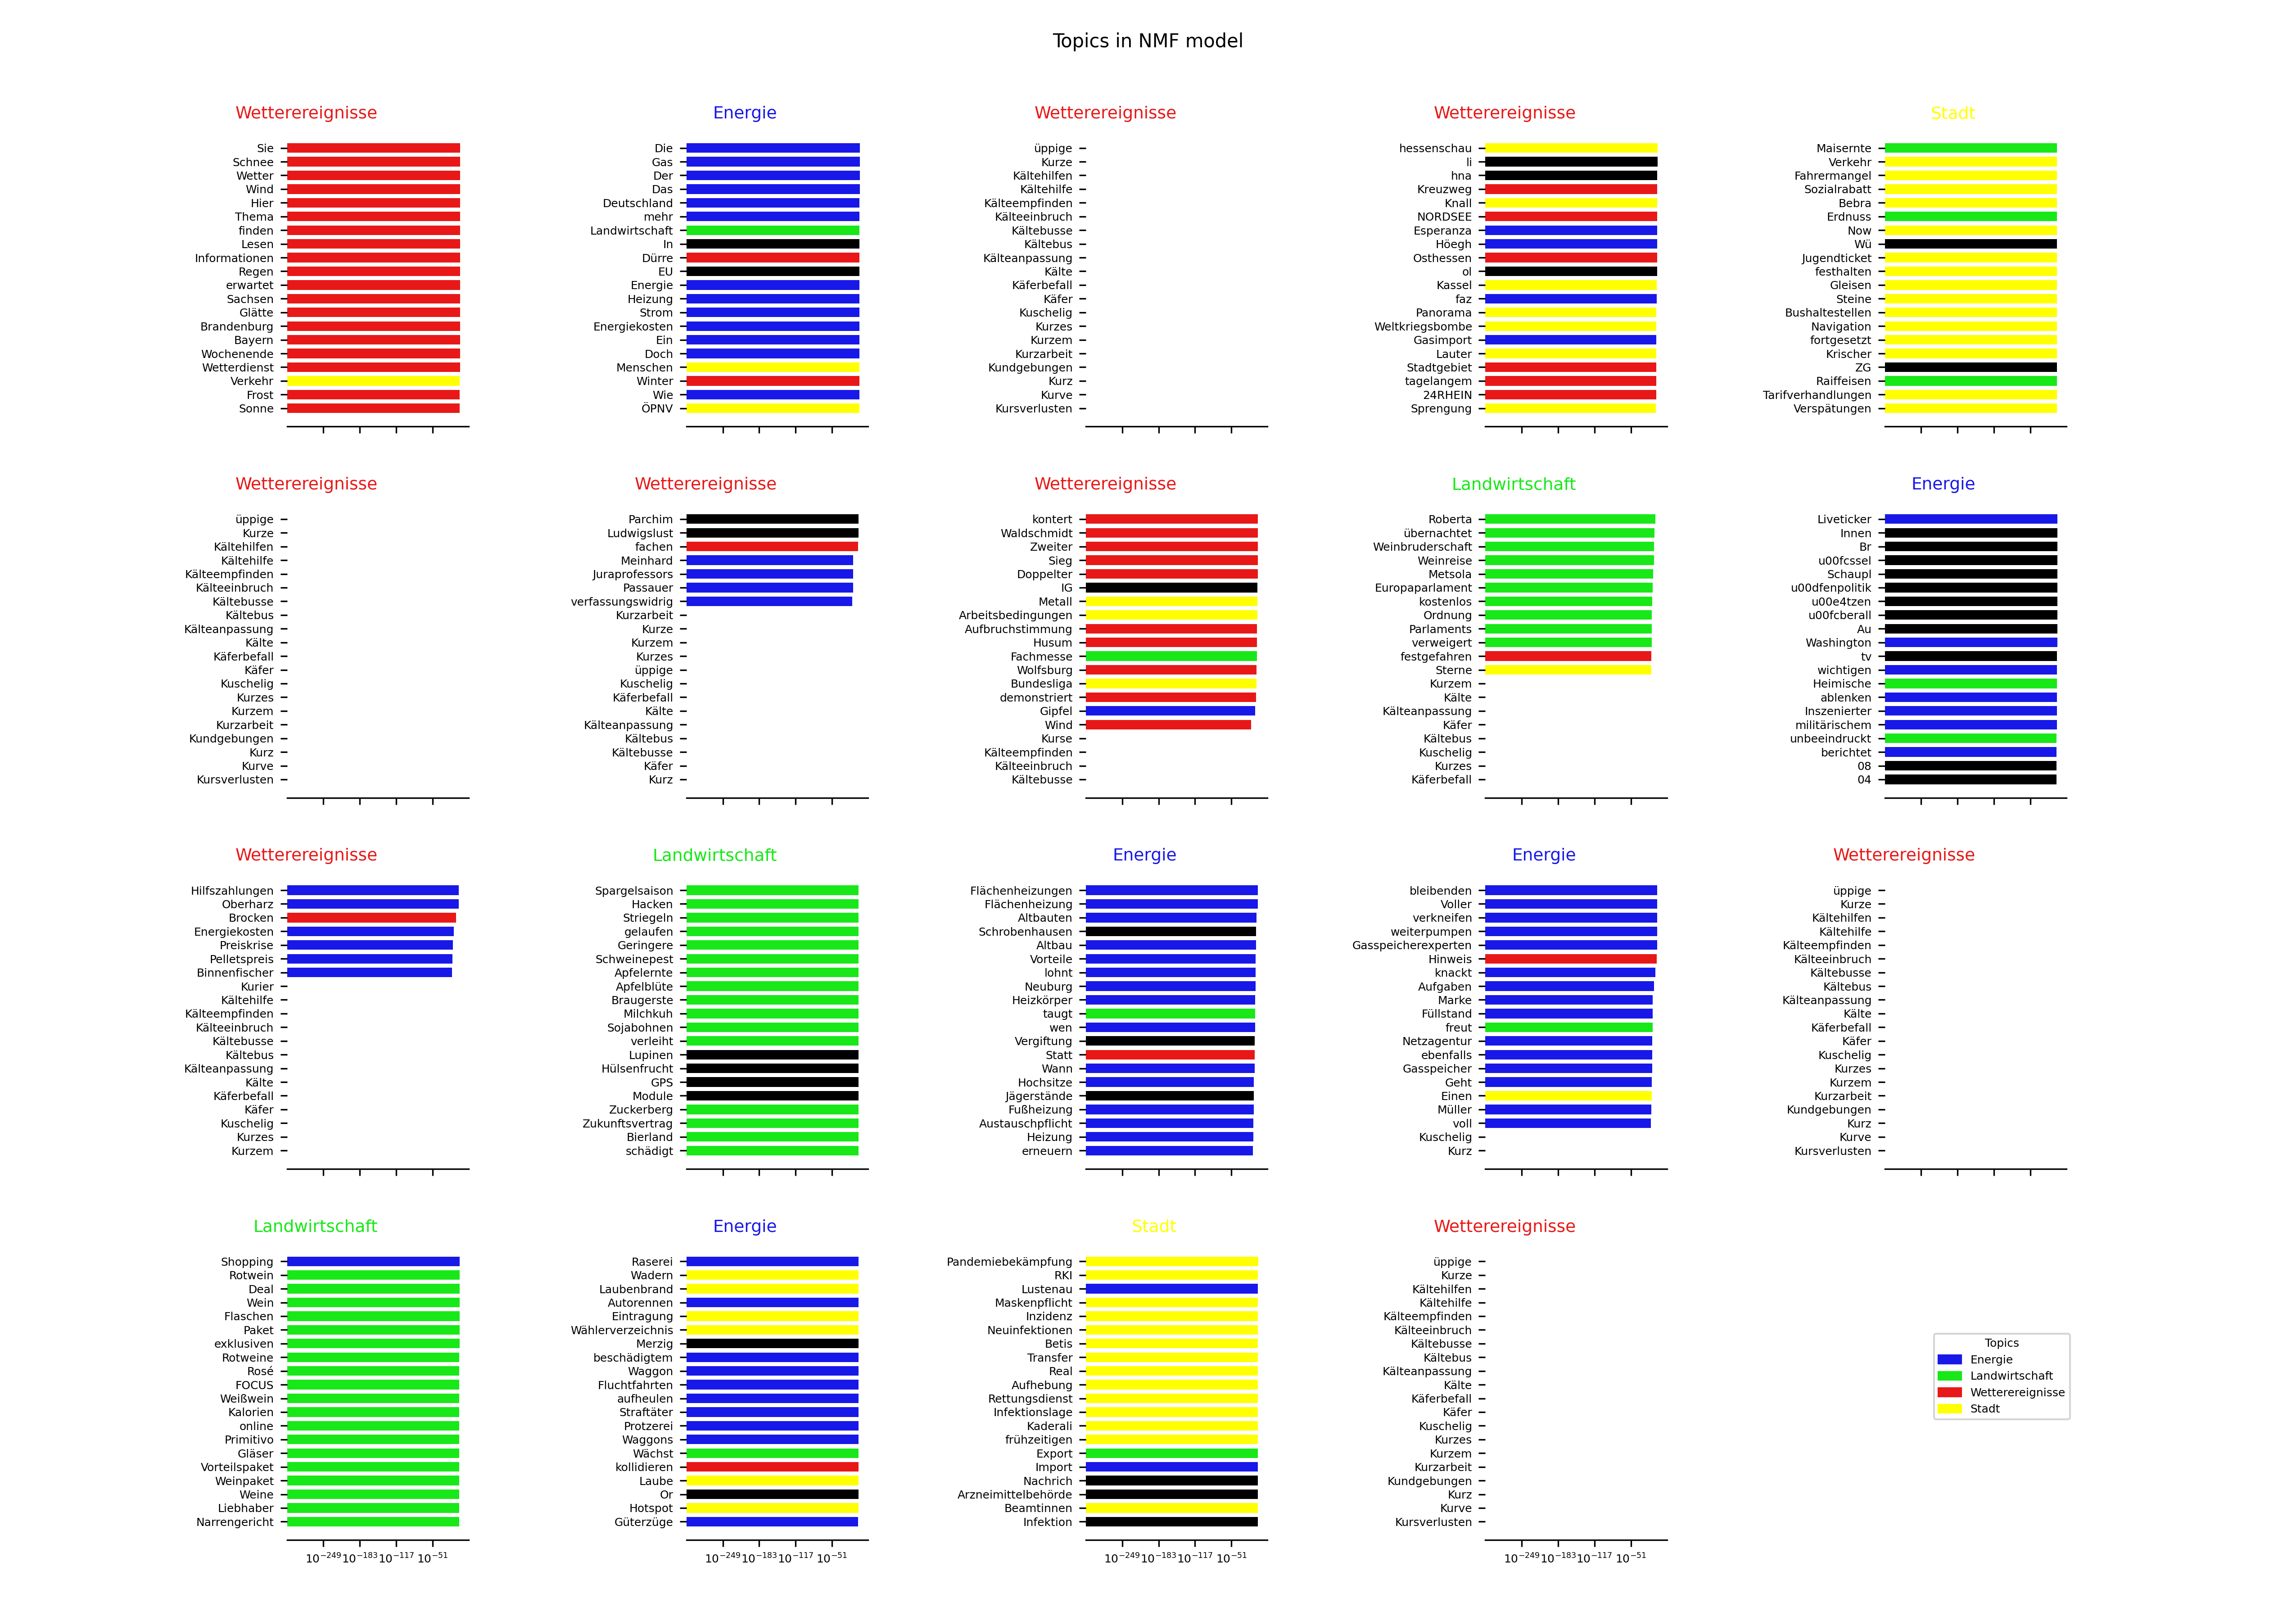 Topics in NMF model
Wetterereignisse
Sie
Schnee
Wetter
Wind
Hier
Thema
finden
Lesen
Informationen
Regen
erwartet
Sachsen
Glätte
Brandenburg
Bayern
Wochenende
Wetterdienst
Verkehr
Frost
Sonne
Energie
Die
Gas
Der
Das
Deutschland
mehr
Landwirtschaft
In
Dürre
EU
Energie
Heizung
Strom
Energiekosten
Ein
Doch
Menschen
Winter
Wie
ÖPNV
Wetterereignisse
üppige
Kurze
Kältehilfen
Kältehilfe
Kälteempfinden
Kälteeinbruch
Kältebusse
Kältebus
Kälteanpassung
Kälte
Käferbefall
Käfer
Kuschelig
Kurzes
Kurzem
Kurzarbeit
Kundgebungen
Kurz
Kurve
Kursverlusten
Wetterereignisse
hessenschau
li
hna
Kreuzweg
Knall
NORDSEE
Esperanza
Höegh
Osthessen
ol
Kassel
faz
Panorama
Weltkriegsbombe
Gasimport
Lauter
Stadtgebiet
tagelangem
24RHEIN
Sprengung
Stadt
Maisernte
Verkehr
Fahrermangel
Sozialrabatt
Bebra
Erdnuss
Now
Wü
Jugendticket
festhalten
Gleisen
Steine
Bushaltestellen
Navigation
fortgesetzt
Krischer
ZG
Raiffeisen
Tarifverhandlungen
Verspätungen
Wetterereignisse
üppige
Kurze
Kältehilfen
Kältehilfe
Kälteempfinden
Kälteeinbruch
Kältebusse
Kältebus
Kälteanpassung
Kälte
Käferbefall
Käfer
Kuschelig
Kurzes
Kurzem
Kurzarbeit
Kundgebungen
Kurz
Kurve
Kursverlusten
Wetterereignisse
Parchim
Ludwigslust
fachen
Meinhard
Juraprofessors
Passauer
verfassungswidrig
Kurzarbeit
Kurze
Kurzem
Kurzes
üppige
Kuschelig
Käferbefall
Kälte
Kälteanpassung
Kältebus
Kältebusse
Käfer
Kurz
Wetterereignisse
kontert
Waldschmidt
Zweiter
Sieg
Doppelter
IG
Metall
Arbeitsbedingungen
Aufbruchstimmung
Husum
Fachmesse
Wolfsburg
Bundesliga
demonstriert
Gipfel
Wind
Kurse
Kälteempfinden
Kälteeinbruch
Kältebusse
Landwirtschaft
Roberta
übernachtet
Weinbruderschaft
Weinreise
Metsola
Europaparlament
kostenlos
Ordnung
Parlaments
verweigert
festgefahren
Sterne
Kurzem
Kälte
Kälteanpassung
Käfer
Kältebus
Kuschelig
Kurzes
Käferbefall
Energie
Liveticker
Innen
Br
u00fcssel
Schaupl
u00dfenpolitik
u00e4tzen
u00fcberall
Au
Washington
tv
wichtigen
Heimische
ablenken
Inszenierter
militärischem
unbeeindruckt
berichtet
08
04
Wetterereignisse
Hilfszahlungen
Oberharz
Brocken
Energiekosten
Preiskrise
Pelletspreis
Binnenfischer
Kurier
Kältehilfe
Kälteempfinden
Kälteeinbruch
Kältebusse
Kältebus
Kälteanpassung
Kälte
Käferbefall
Käfer
Kuschelig
Kurzes
Kurzem
Landwirtschaft
Spargelsaison
Hacken
Striegeln
gelaufen
Geringere
Schweinepest
Apfelernte
Apfelblüte
Braugerste
Milchkuh
Sojabohnen
verleiht
Lupinen
Hülsenfrucht
GPS
Module
Zuckerberg
Zukunftsvertrag
Bierland
schädigt
Energie
Flächenheizungen
Flächenheizung
Altbauten
Schrobenhausen
Altbau
Vorteile
lohnt
Neuburg
Heizkörper
taugt
wen
Vergiftung
Statt
Wann
Hochsitze
Jägerstände
Fußheizung
Austauschpflicht
Heizung
erneuern
Energie
bleibenden
Voller
verkneifen
weiterpumpen
Gasspeicherexperten
Hinweis
knackt
Aufgaben
Marke
Füllstand
freut
Netzagentur
ebenfalls
Gasspeicher
Geht
Einen
Müller
voll
Kuschelig
Kurz
Wetterereignisse
üppige
Kurze
Kältehilfen
Kältehilfe
Kälteempfinden
Kälteeinbruch
Kältebusse
Kältebus
Kälteanpassung
Kälte
Käferbefall
Käfer
Kuschelig
Kurzes
Kurzem
Kurzarbeit
Kundgebungen
Kurz
Kurve
Kursverlusten
Landwirtschaft
Shopping
Rotwein
Deal
Wein
Flaschen
Paket
exklusiven
Rotweine
Rosé
FOCUS
Weißwein
Kalorien
online
Primitivo
Gläser
Vorteilspaket
Weinpaket
Weine
Liebhaber
Narrengericht
10⁻²⁴⁹ 10⁻¹⁸³ 10⁻¹¹⁷ 10⁻⁵¹
Energie
Raserei
Wadern
Laubenbrand
Autorennen
Eintragung
Wählerverzeichnis
Merzig
beschädigtem
Waggon
Fluchtfahrten
aufheulen
Straftäter
Protzerei
Waggons
Wächst
kollidieren
Laube
Or
Hotspot
Güterzüge
10⁻²⁴⁹ 10⁻¹⁸³ 10⁻¹¹⁷ 10⁻⁵¹
Stadt
Pandemiebekämpfung
RKI
Lustenau
Maskenpflicht
Inzidenz
Neuinfektionen
Betis
Transfer
Real
Aufhebung
Rettungsdienst
Infektionslage
Kaderali
frühzeitigen
Export
Import
Nachrich
Arzneimittelbehörde
Beamtinnen
Infektion
10⁻²⁴⁹ 10⁻¹⁸³ 10⁻¹¹⁷ 10⁻⁵¹
Wetterereignisse
üppige
Kurze
Kältehilfen
Kältehilfe
Kälteempfinden
Kälteeinbruch
Kältebusse
Kältebus
Kälteanpassung
Kälte
Käferbefall
Käfer
Kuschelig
Kurzes
Kurzem
Kurzarbeit
Kundgebungen
Kurz
Kurve
Kursverlusten
10⁻²⁴⁹ 10⁻¹⁸³ 10⁻¹¹⁷ 10⁻⁵¹
Topics
Energie
Landwirtschaft
Wetterereignisse
Stadt